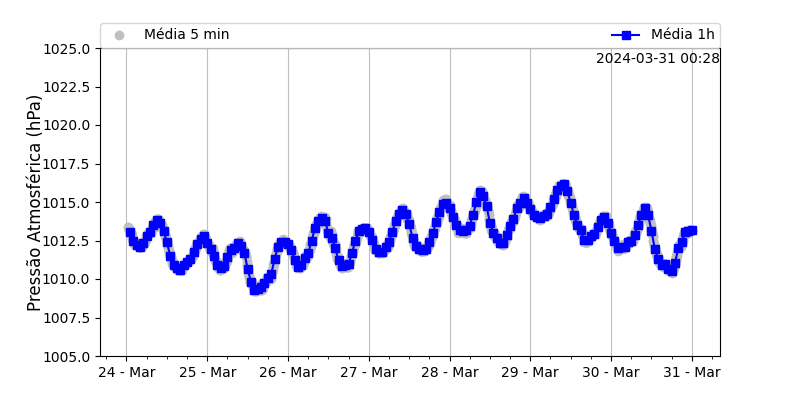 Média 5 min
Média 1h
2024-03-31 00:28
Pressão Atmosférica (hPa)
1025.0
1022.5
1020.0
1017.5
1015.0
1012.5
1010.0
1007.5
1005.0
24 - Mar
25 - Mar
26 - Mar
27 - Mar
28 - Mar
29 - Mar
30 - Mar
31 - Mar